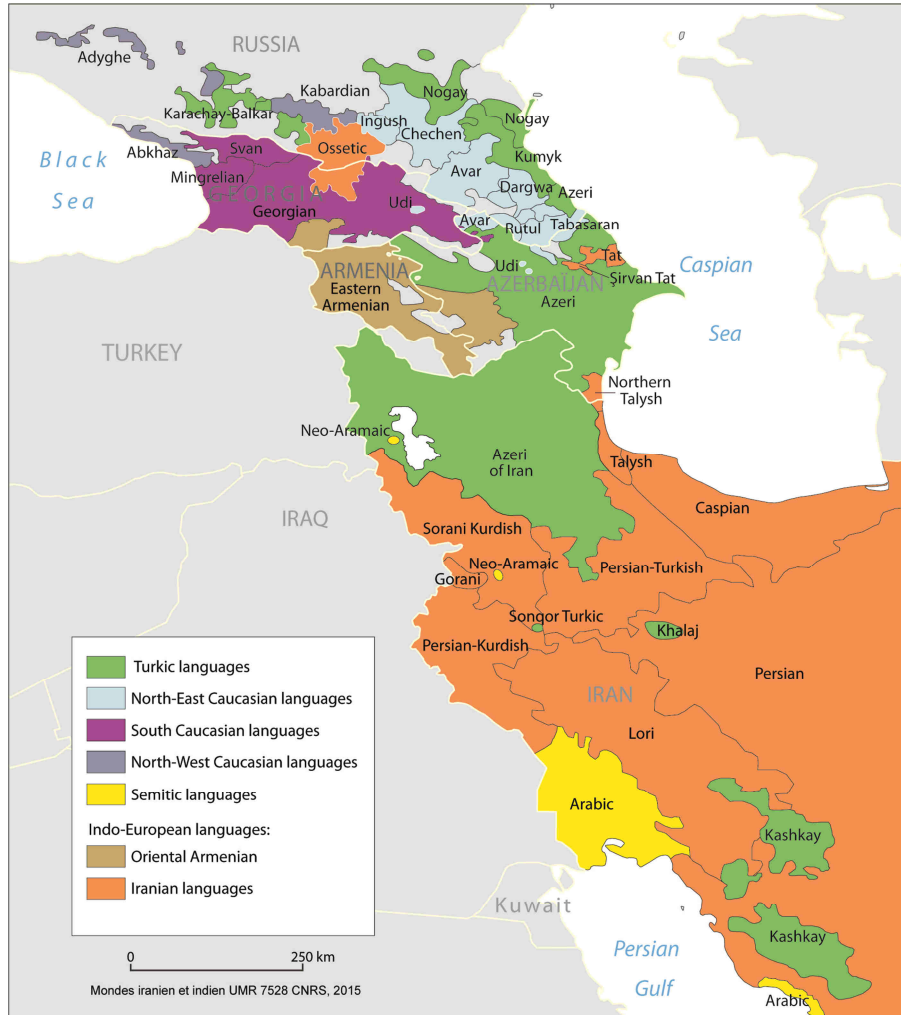 RUSSIA
Adyghe
Kabardian
Nogay
Karachay-Balkar
Ingush
Chechen
Nogay
Black
Sea
Abkhaz
Svan
Ossetic
Kumyk
Mingrelian
Avar
Dargwa
Azeri
GEORGIA
Georgian
Udi
Avar
Rutul
Tabasaran
Tat
Caspian
Sea
ARMENIA
Eastern
Armenian
Udi
AZERBAÏJAN
Şirvan Tat
Azeri
TURKEY
Northern
Talysh
Neo-Aramaic
Azeri
of Iran
Talysh
Caspian
IRAQ
Sorani Kurdish
Neo-Aramaic
Persian-Turkish
Gorani
Sonqor Turkic
Khalaj
Persian-Kurdish
Persian
IRAN
Lori
Arabic
Kashkay
Kuwait
Kashkay
Persian
Gulf
Arabic
Turkic languages
North-East Caucasian languages
South Caucasian languages
North-West Caucasian languages
Semitic languages
Indo-European languages:
Oriental Armenian
Iranian languages
0 250 km
Mondes iranien et indien UMR 7528 CNRS, 2015